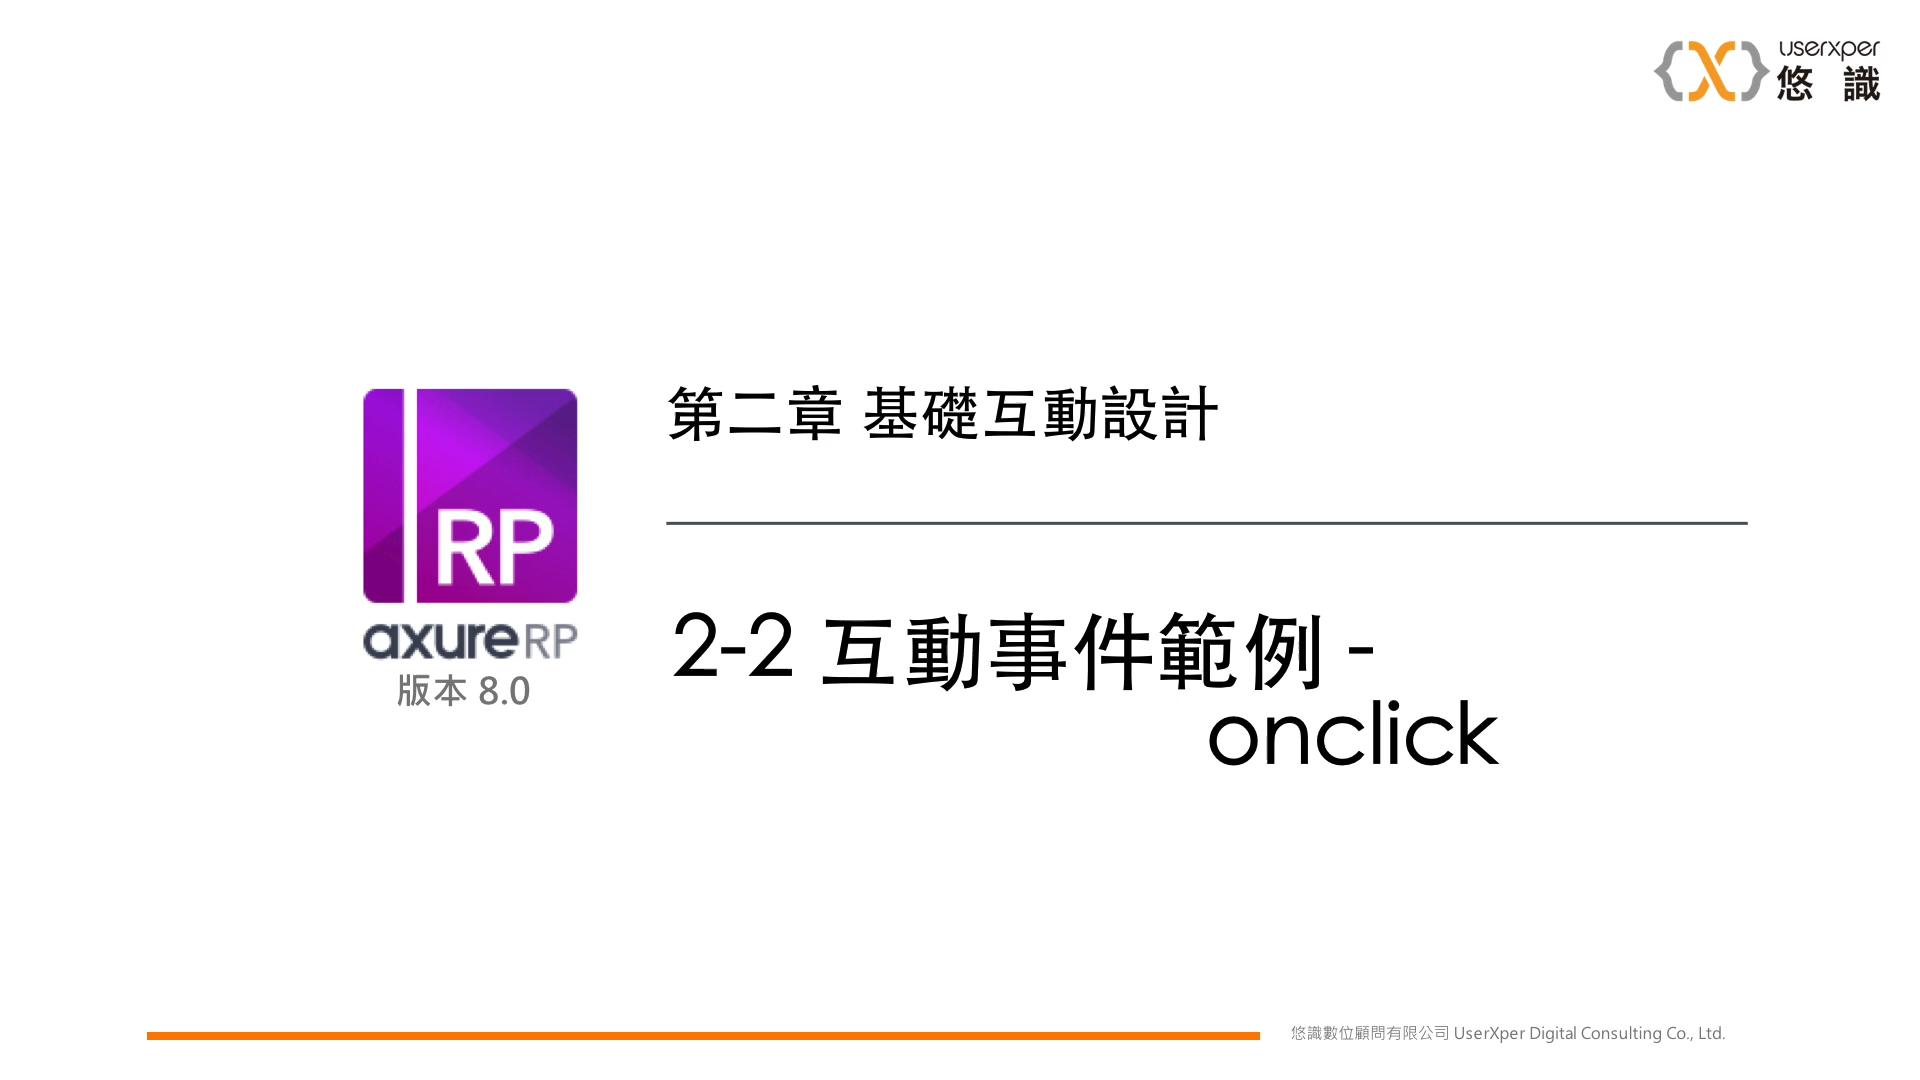 userxper
悠識
第二章 基礎互動設計
RP
axure RP
版本 8.0
2-2 互動事件範例 -
onclick
悠識數位顧問有限公司 UserXper Digital Consulting Co., Ltd.